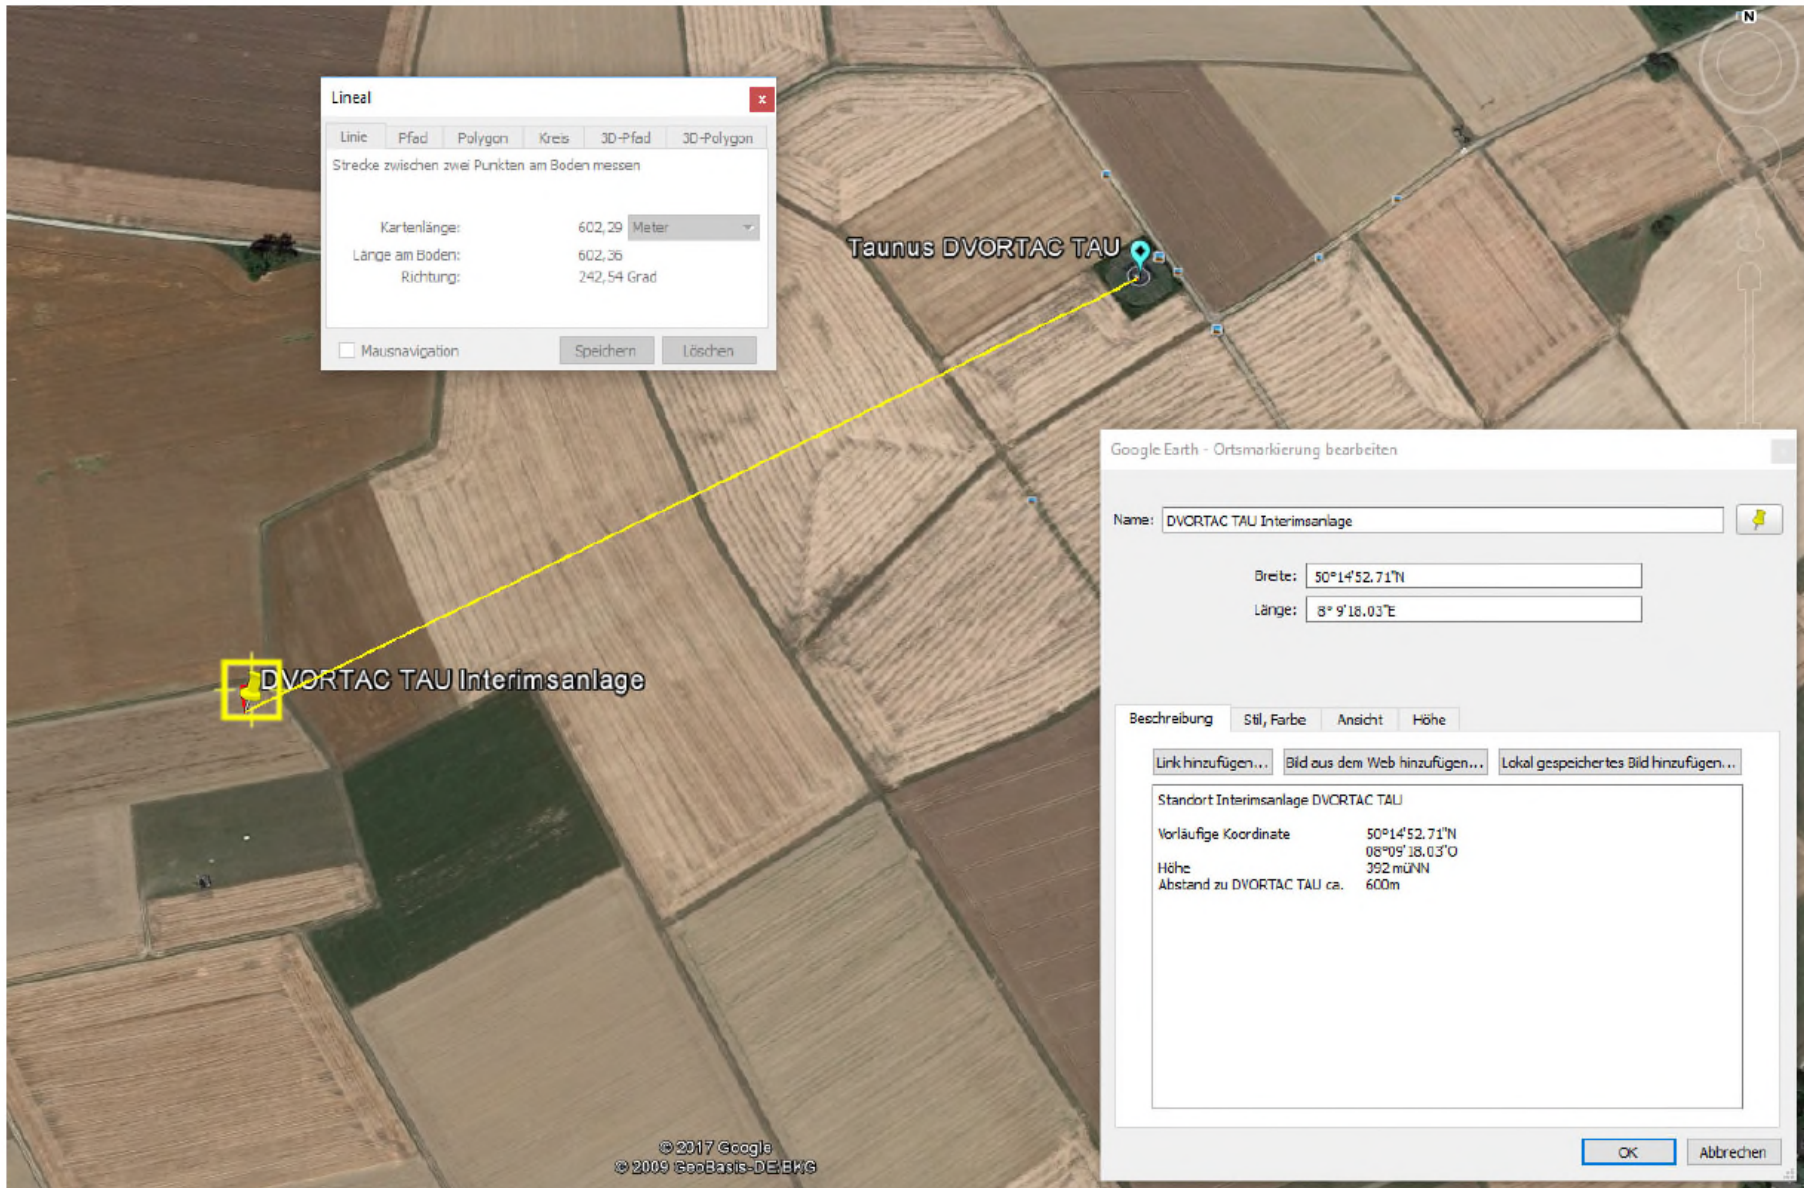 N
Lineal
x
Linie Pfad Polygon Kreis 3D-Pfad 3D-Polygon
Strecke zwischen zwei Punkten am Boden messen
Kartenlänge: 602,29 Meter
Länge am Boden: 602,36
Richtung: 242,54 Grad
Mausnavigation Speichern Löschen
Taunus DVORTAC TAU
DVORTAC TAU Interimsanlage
Google Earth - Ortsmarkierung bearbeiten
Name: DVORTAC TAU Interimsanlage
Breite: 50°14'52.71"N
Länge: 8° 9'18.03"E
Beschreibung Stil, Farbe Ansicht Höhe
Link hinzufügen... Bild aus dem Web hinzufügen... Lokal gespeichertes Bild hinzufügen...
Standort Interimsanlage DVORTAC TAU
Vorläufige Koordinate 50°14'52.71"N
08°09'18.03"O
Höhe 392 müNN
Abstand zu DVORTAC TAU ca. 600m
OK Abbrechen
© 2017 Google
© 2009 GeoBasis-DE/BKG